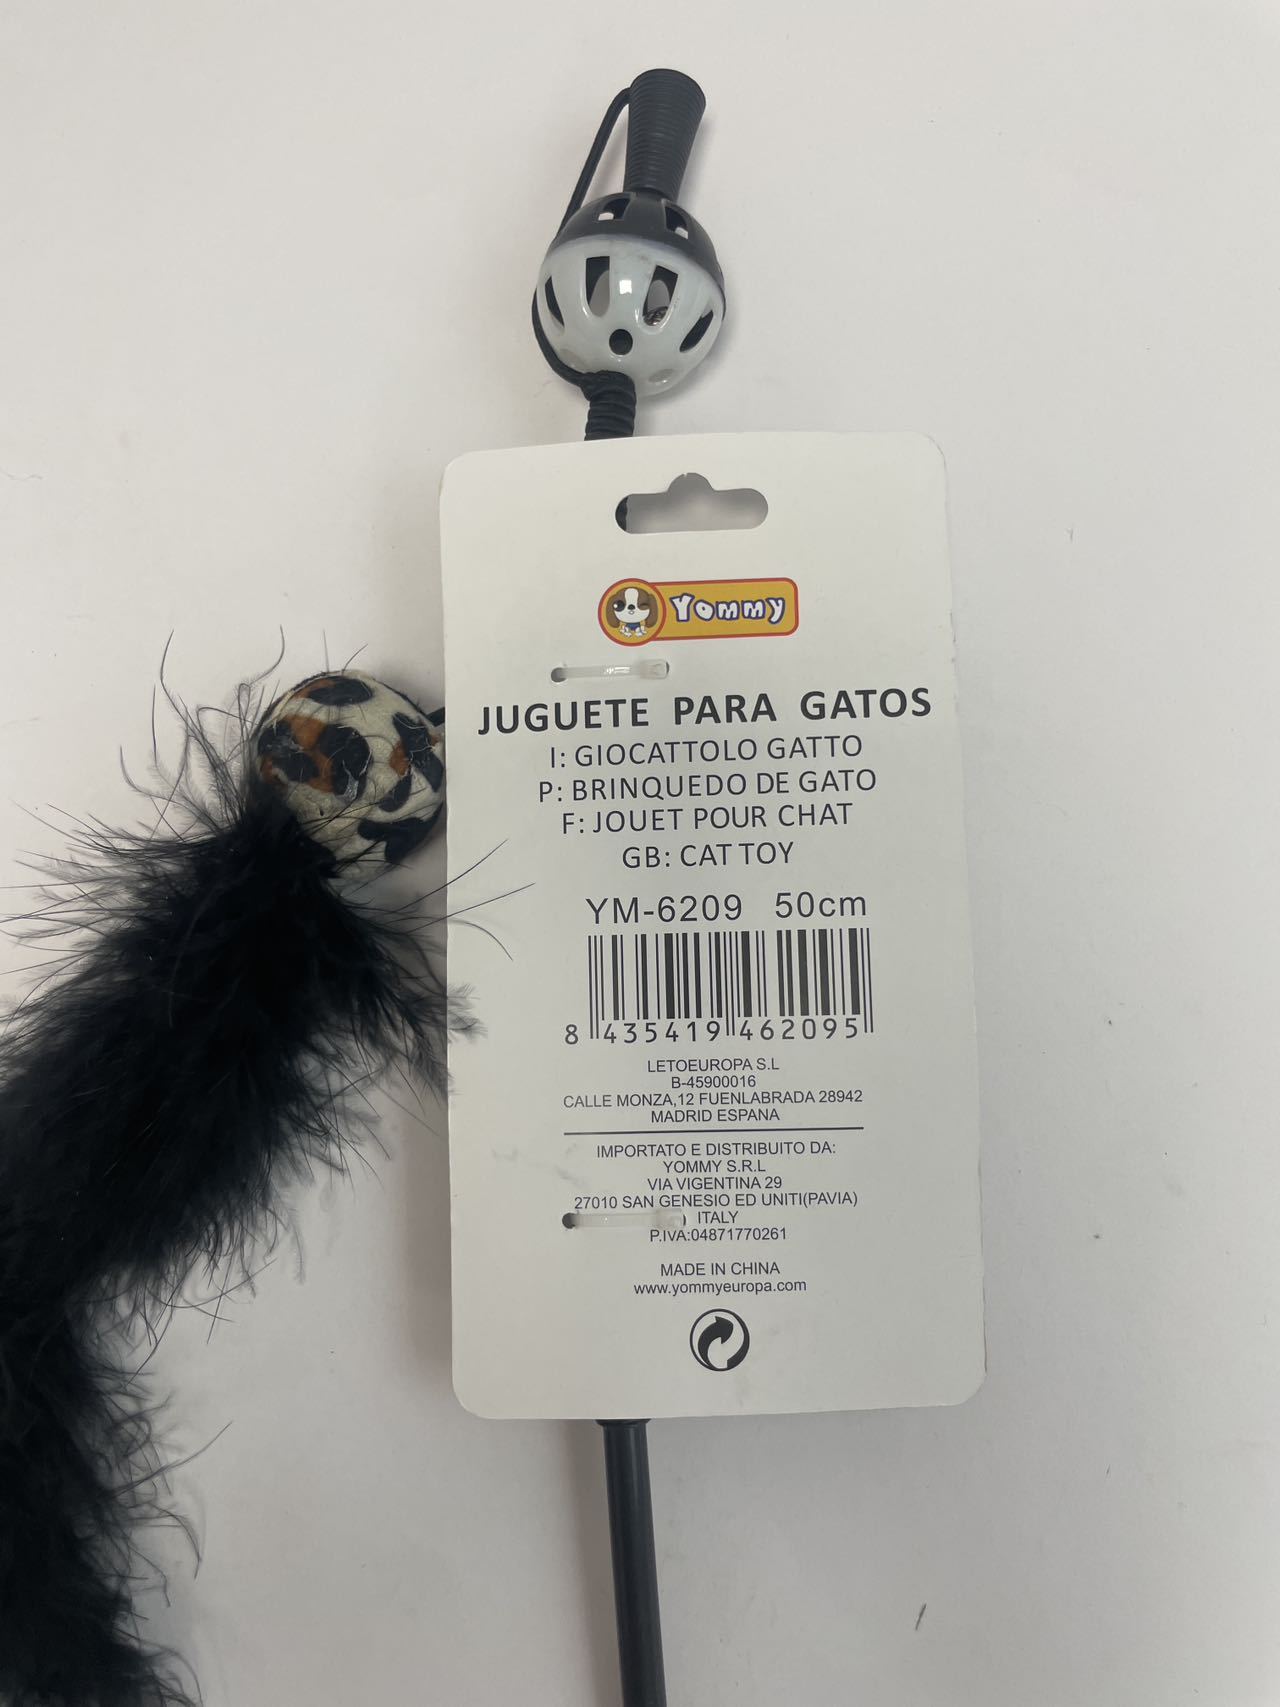 Yommy
JUGUETE PARA GATOS
I: GIOCATTOLO GATTO
P: BRINQUEDO DE GATO
F: JOUET POUR CHAT
GB: CAT TOY
YM-6209 50cm
8 435419 462095
LETOEUROPA S.L
B-45900016
CALLE MONZA,12 FUENLABRADA 28942
MADRID ESPANA
IMPORTATO E DISTRIBUITO DA:
YOMMY S.R.L
VIA VIGENTINA 29
27010 SAN GENESIO ED UNITI(PAVIA)
ITALY
P.IVA:04871770261
MADE IN CHINA
www.yommyeuropa.com